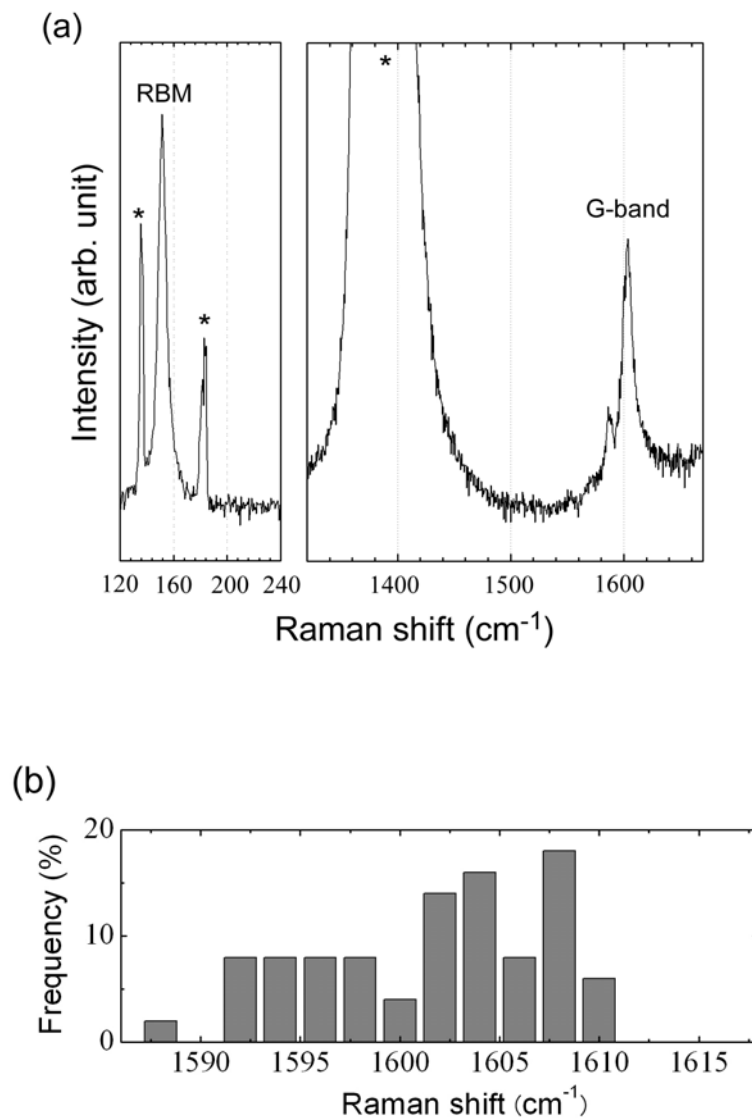 (a)
RBM
*
*
*
G-band
Intensity (arb. unit)
120 160 200 240 1400 1500 1600
Raman shift (cm-1)
(b)
Frequency (%)
20
10
0
1590 1595 1600 1605 1610 1615
Raman shift (cm-1)